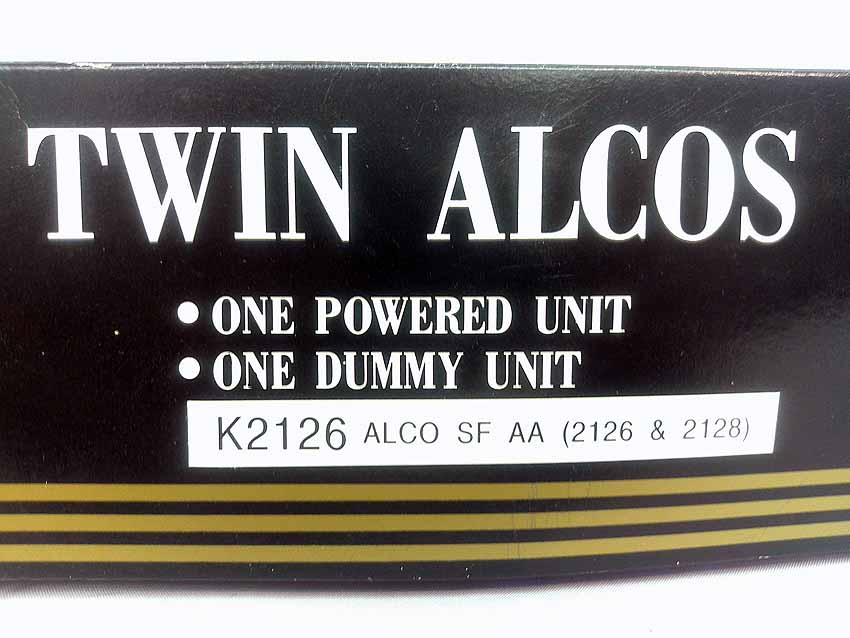 TWIN ALCOS
• ONE POWERED UNIT
• ONE DUMMY UNIT
K2126 ALCO SF AA (2126 & 2128)